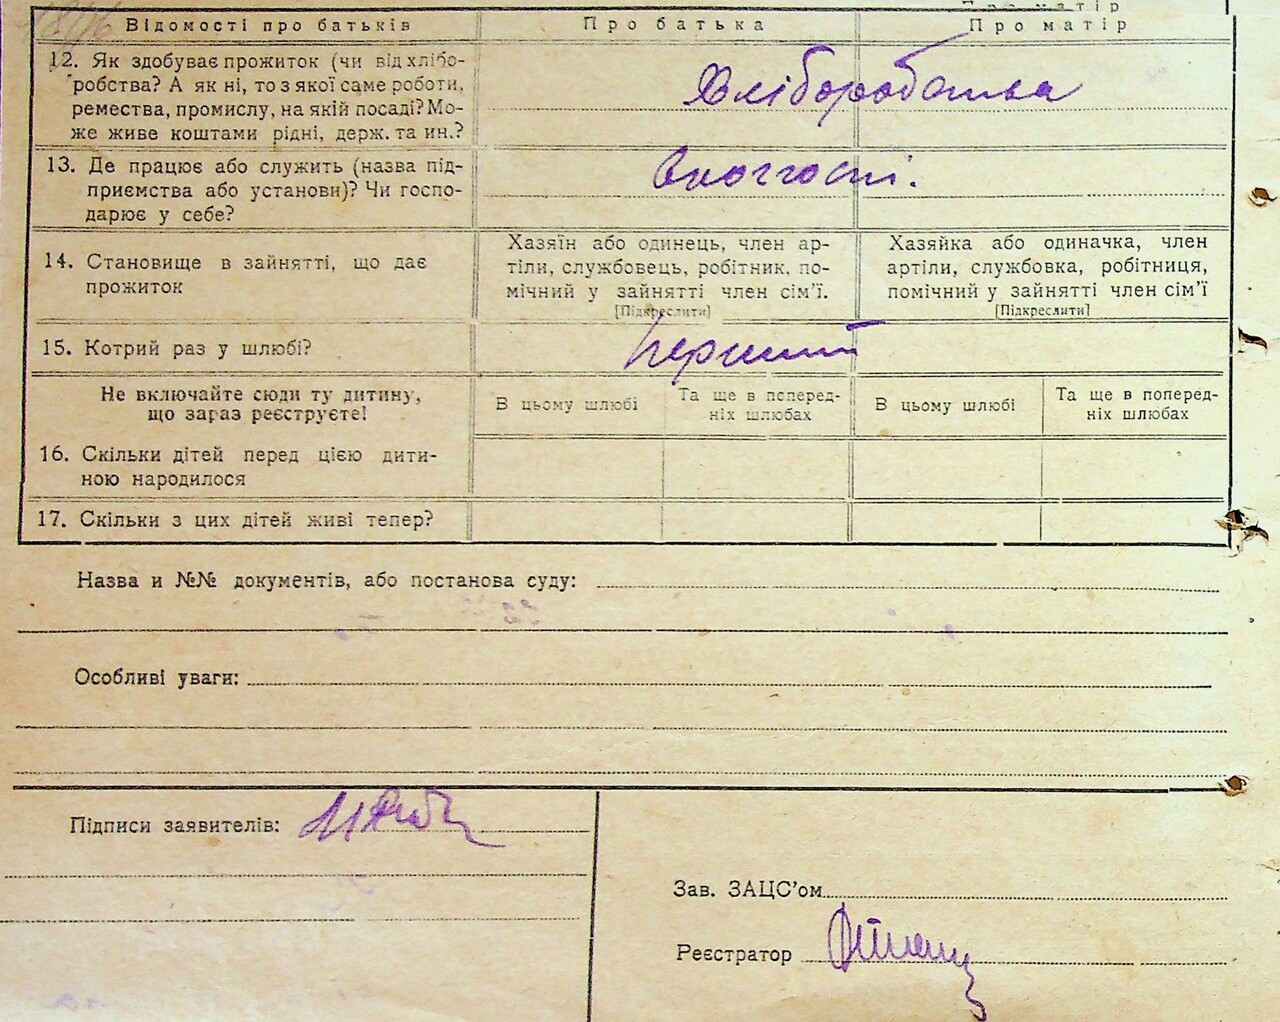 Відомості про батьків
Про батька
Про матір
12. Як здобуває прожиток (чи від хлібо-
робства? А як ні, то з якої саме роботи,
ремества, промислу, на якій посаді? Мо-
же живе коштами рідні, держ. та ин.?
Хліборобства
13. Де працює або служить (назва під-
приємства або установи)? Чи госпо-
дарює у себе?
14. Становище в зайнятті, що дає
прожиток
Хазяїн або одинець, член ар-
тіли, службовець, робітник, по-
мічний у зайнятті член сім'ї.
[Підкреслити]
Хазяйка або одиначка, член
артіли, службовка, робітниця,
помічний у зайнятті член сім'ї
[Підкреслити]
15. Котрий раз у шлюбі?
перший
Не включайте сюди ту дитину,
що зараз реєструєте!
В цьому шлюбі
Та ще в поперед-
ніх шлюбах
В цьому шлюбі
Та ще в поперед-
ніх шлюбах
16. Скільки дітей перед цією дити-
ною народилося
17. Скільки з цих дітей живі тепер?
Назва и №№ документів, або постанова суду:
Особливі уваги:
Підписи заявителів:
Зав. ЗАЦС'ом
Реєстратор